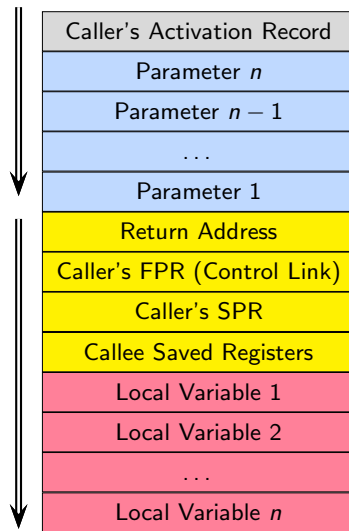 Caller's Activation Record
Parameter n
Parameter n − 1
. . .
Parameter 1
Return Address
Caller's FPR (Control Link)
Caller's SPR
Callee Saved Registers
Local Variable 1
Local Variable 2
. . .
Local Variable n